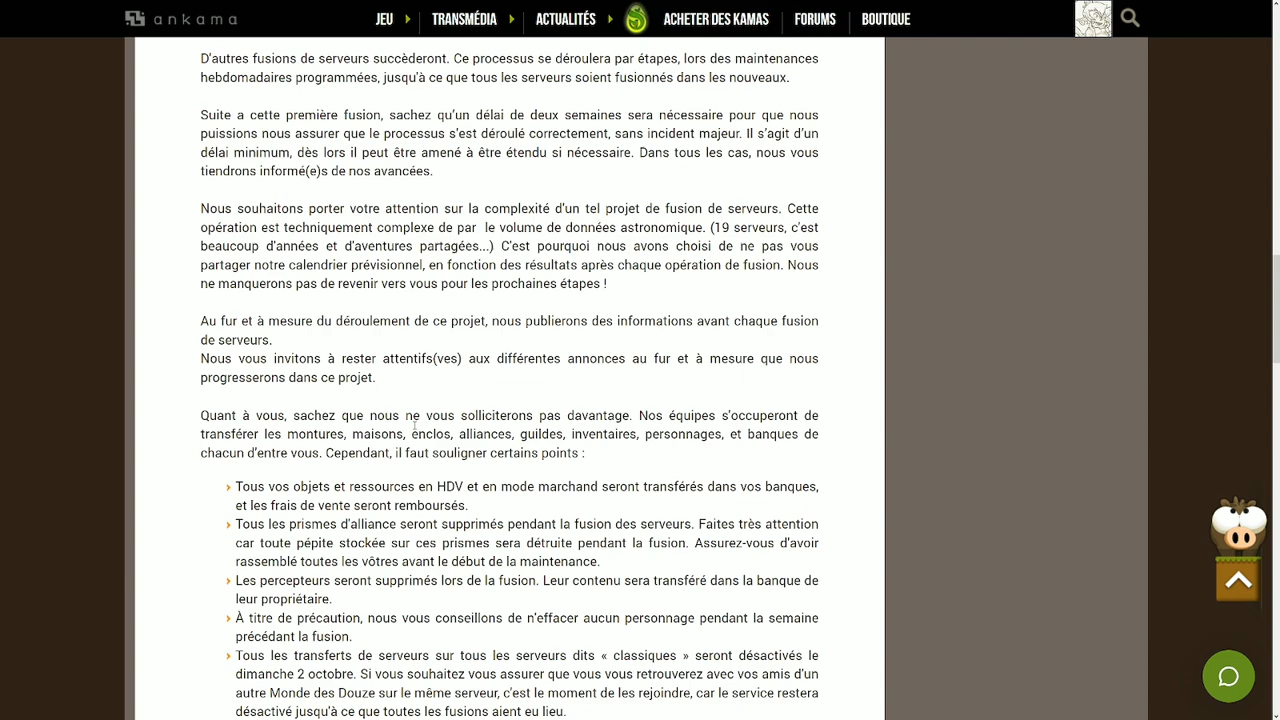 ankama
JEU
TRANSMÉDIA
ACTUALITÉS
ACHETER DES KAMAS
FORUMS
BOUTIQUE
D'autres fusions de serveurs succèderont. Ce processus se déroulera par étapes, lors des maintenances
hebdomadaires programmées, jusqu'à ce que tous les serveurs soient fusionnés dans les nouveaux.
Suite a cette première fusion, sachez qu’un délai de deux semaines sera nécessaire pour que nous
puissions nous assurer que le processus s'est déroulé correctement, sans incident majeur. Il s’agit d’un
délai minimum, dès lors il peut être amené à être étendu si nécessaire. Dans tous les cas, nous vous
tiendrons informé(e)s de nos avancées.
Nous souhaitons porter votre attention sur la complexité d'un tel projet de fusion de serveurs. Cette
opération est techniquement complexe de par le volume de données astronomique. (19 serveurs, c'est
beaucoup d'années et d'aventures partagées...) C'est pourquoi nous avons choisi de ne pas vous
partager notre calendrier prévisionnel, en fonction des résultats après chaque opération de fusion. Nous
ne manquerons pas de revenir vers vous pour les prochaines étapes !
Au fur et à mesure du déroulement de ce projet, nous publierons des informations avant chaque fusion
de serveurs.
Nous vous invitons à rester attentifs(ves) aux différentes annonces au fur et à mesure que nous
progresserons dans ce projet.
Quant à vous, sachez que nous ne vous solliciterons pas davantage. Nos équipes s’occuperont de
transférer les montures, maisons, enclos, alliances, guildes, inventaires, personnages, et banques de
chacun d’entre vous. Cependant, il faut souligner certains points :
› Tous vos objets et ressources en HDV et en mode marchand seront transférés dans vos banques,
et les frais de vente seront remboursés.
› Tous les prismes d'alliance seront supprimés pendant la fusion des serveurs. Faites très attention
car toute pépite stockée sur ces prismes sera détruite pendant la fusion. Assurez-vous d'avoir
rassemblé toutes les vôtres avant le début de la maintenance.
› Les percepteurs seront supprimés lors de la fusion. Leur contenu sera transféré dans la banque de
leur propriétaire.
› À titre de précaution, nous vous conseillons de n'effacer aucun personnage pendant la semaine
précédant la fusion.
› Tous les transferts de serveurs sur tous les serveurs dits « classiques » seront désactivés le
dimanche 2 octobre. Si vous souhaitez vous assurer que vous vous retrouverez avec vos amis d'un
autre Monde des Douze sur le même serveur, c’est le moment de les rejoindre, car le service restera
désactivé jusqu'à ce que toutes les fusions aient eu lieu.